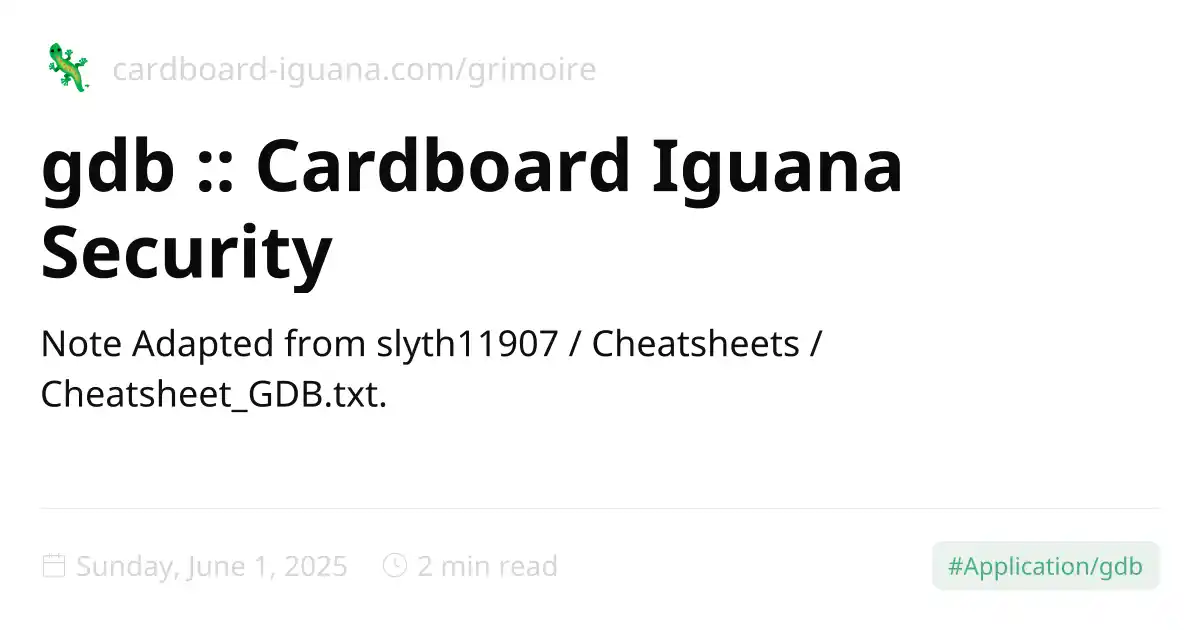 cardboard-iguana.com/grimoire
gdb :: Cardboard Iguana
Security
Note Adapted from slyth11907 / Cheatsheets /
Cheatsheet_GDB.txt.
Sunday, June 1, 2025 2 min read #Application/gdb